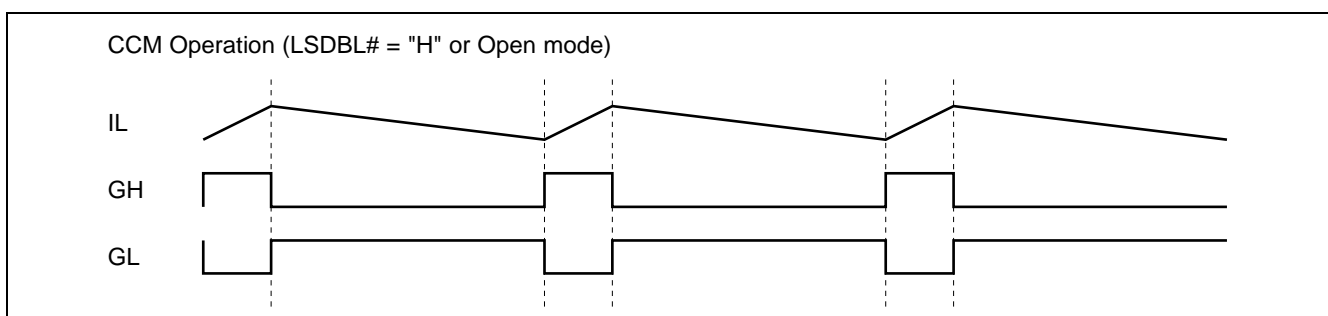 CCM Operation (LSDBL# = "H" or Open mode)
IL
GH
GL